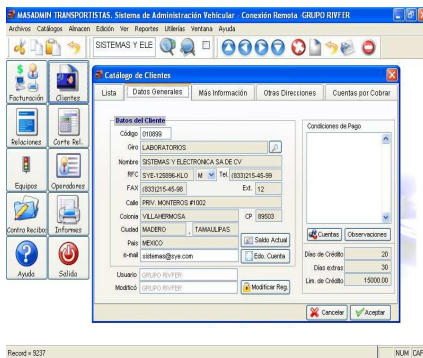 MASADMIN TRANSPORTISTAS. Sistema de Administración Vehicular - Conexión Remota -GRUPO RIVFER
Archivos Catálogos Almacen Edición Ver Reportes Utilerias Ventana Ayuda
SISTEMAS Y ELE
Facturación Clientes
Relaciones Corte Rel.
Equipos Operadores
Contra Recibo Informes
Ayuda Salida
Catálogo de Clientes
Lista Datos Generales Más Información Otras Direcciones Cuentas por Cobrar
Datos del Cliente
Código 010899
Giro LABORATORIOS
Nombre SISTEMAS Y ELECTRONICA SA DE CV
RFC SYE-125896-KLO M Tel. (833)215-45-99
FAX (833)215-45-98 Ext. 12
Calle PRIV. MONTEROS #1002
Colonia VILLAHERMOSA CP 89503
Ciudad MADERO , TAMAULIPAS
Pais MEXICO Saldo Actual
e-mail sistemas@sye.com Edo. Cuenta
Usuario GRUPO RIVFER
Modificó GRUPO RIVFER Modificar Reg.
Condiciones de Pago
Cuentas Observaciones
Días de Crédito 20
Días extras 30
Lim. de Crédito 15000.00
Cancelar Aceptar
Record = 9237 NUM CAP